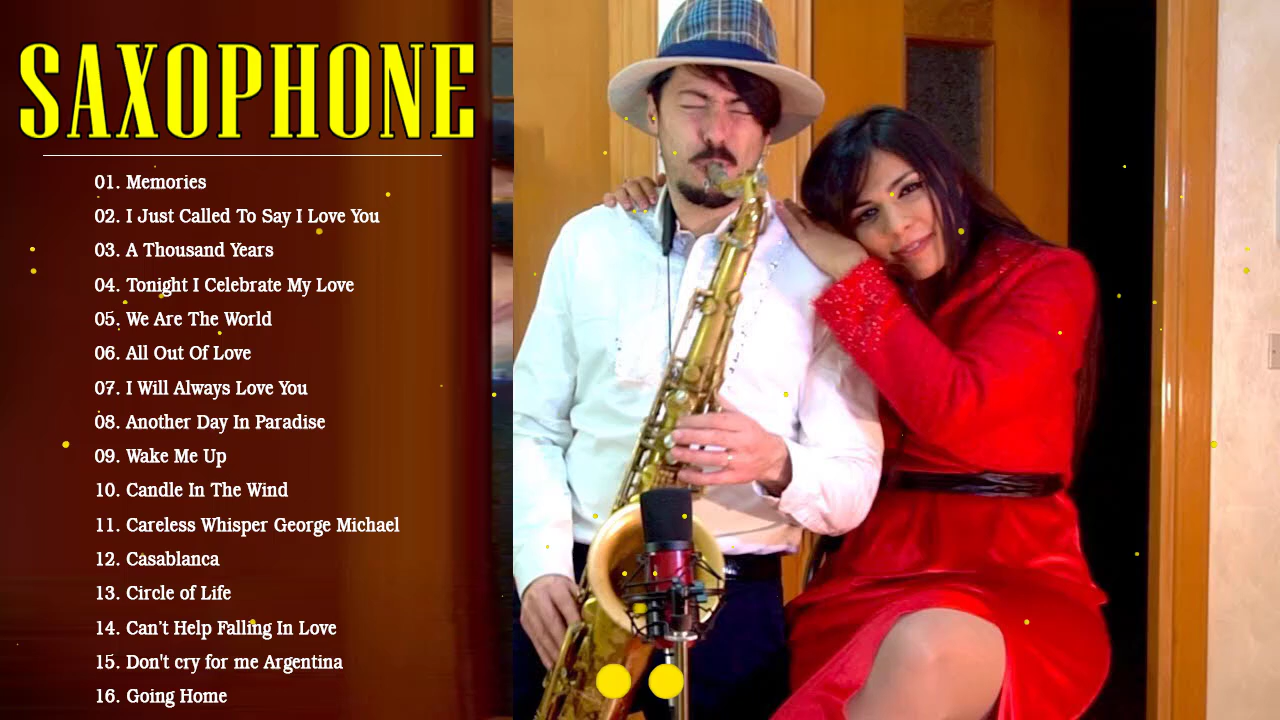 SAXOPHONE
01. Memories
02. I Just Called To Say I Love You
03. A Thousand Years
04. Tonight I Celebrate My Love
05. We Are The World
06. All Out Of Love
07. I Will Always Love You
08. Another Day In Paradise
09. Wake Me Up
10. Candle In The Wind
11. Careless Whisper George Michael
12. Casablanca
13. Circle of Life
14. Can’t Help Falling In Love
15. Don't cry for me Argentina
16. Going Home